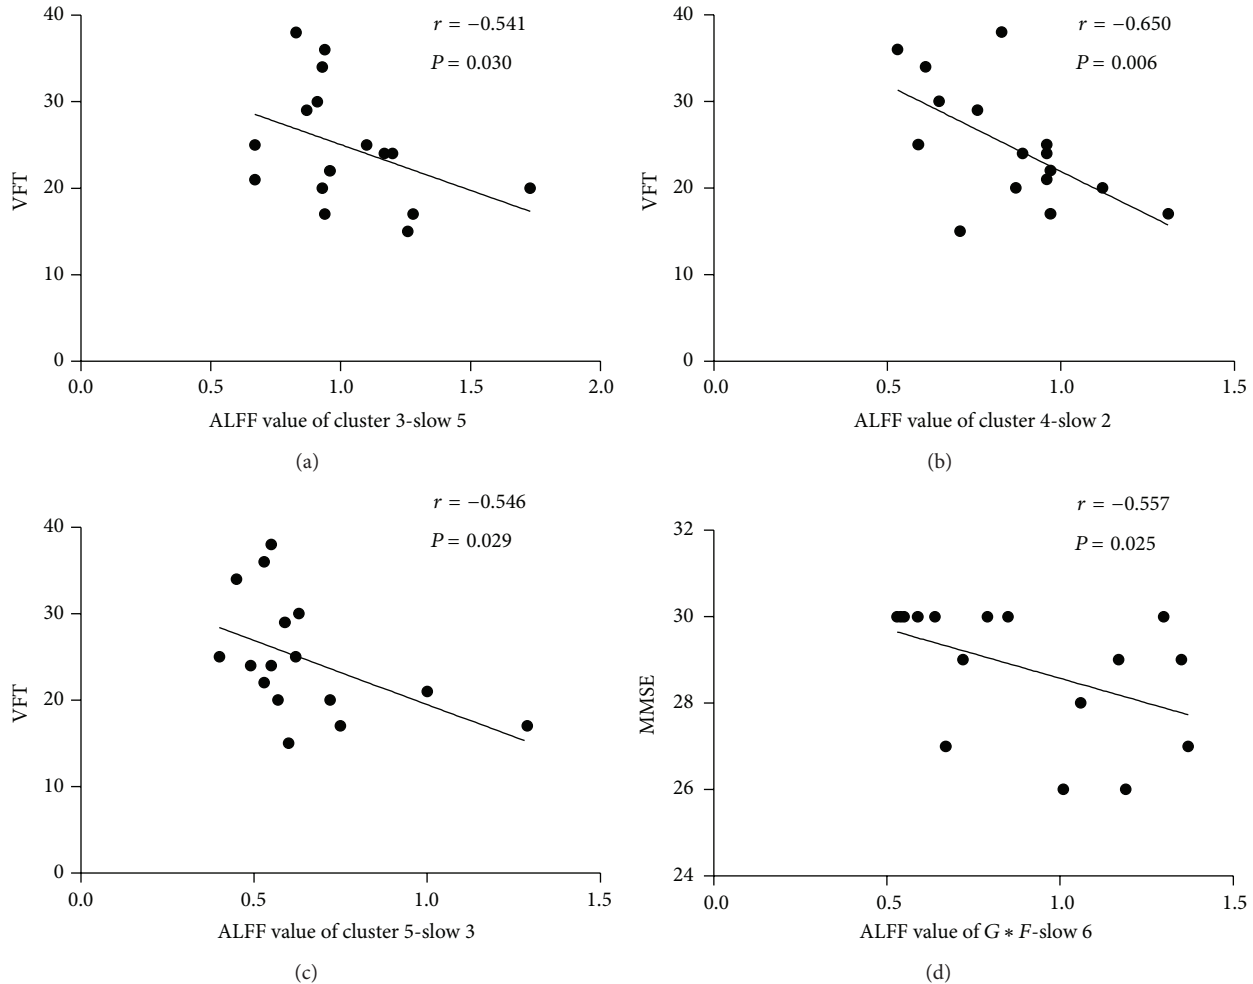 r = −0.541
P = 0.030
40
30
20
10
0
VFT
0.0 0.5 1.0 1.5 2.0
ALFF value of cluster 3-slow 5
(a)
r = −0.650
P = 0.006
40
30
20
10
0
VFT
0.0 0.5 1.0 1.5
ALFF value of cluster 4-slow 2
(b)
r = −0.546
P = 0.029
40
30
20
10
0
VFT
0.0 0.5 1.0 1.5
ALFF value of cluster 5-slow 3
(c)
r = −0.557
P = 0.025
32
30
28
26
24
MMSE
0.0 0.5 1.0 1.5
ALFF value of G ∗ F-slow 6
(d)